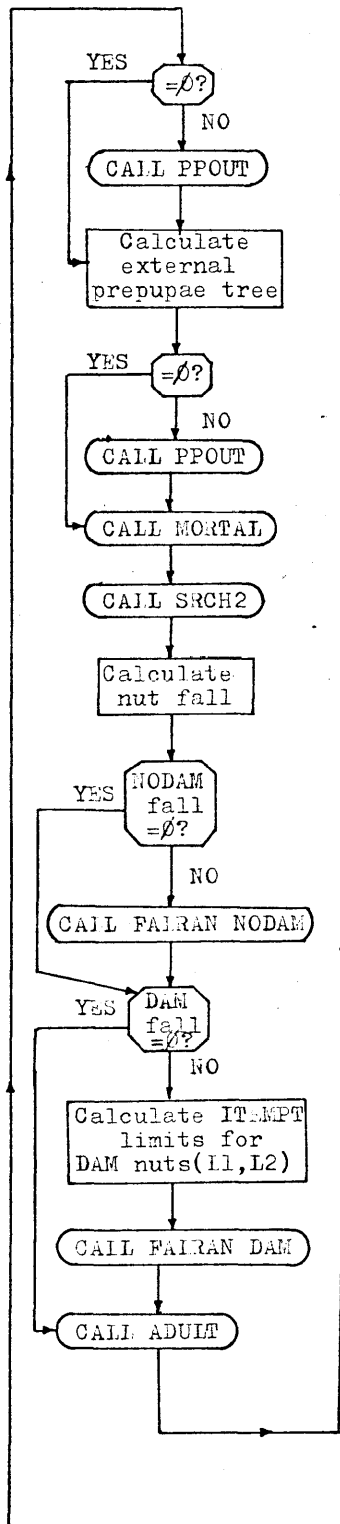 YES
=Ø?
NO
CALL PPOUT
Calculate
external
prepupae tree
YES
=Ø?
NO
CALL PPOUT
CALL MORTAL
CALL SRCH2
Calculate
nut fall
YES
NODAM
fall
=Ø?
NO
CALL FAIRAN NODAM
YES
DAM
fall
=Ø?
NO
Calculate ITEMPT
limits for
DAM nuts(L1,L2)
CALL FAIRAN DAM
CALL ADULT